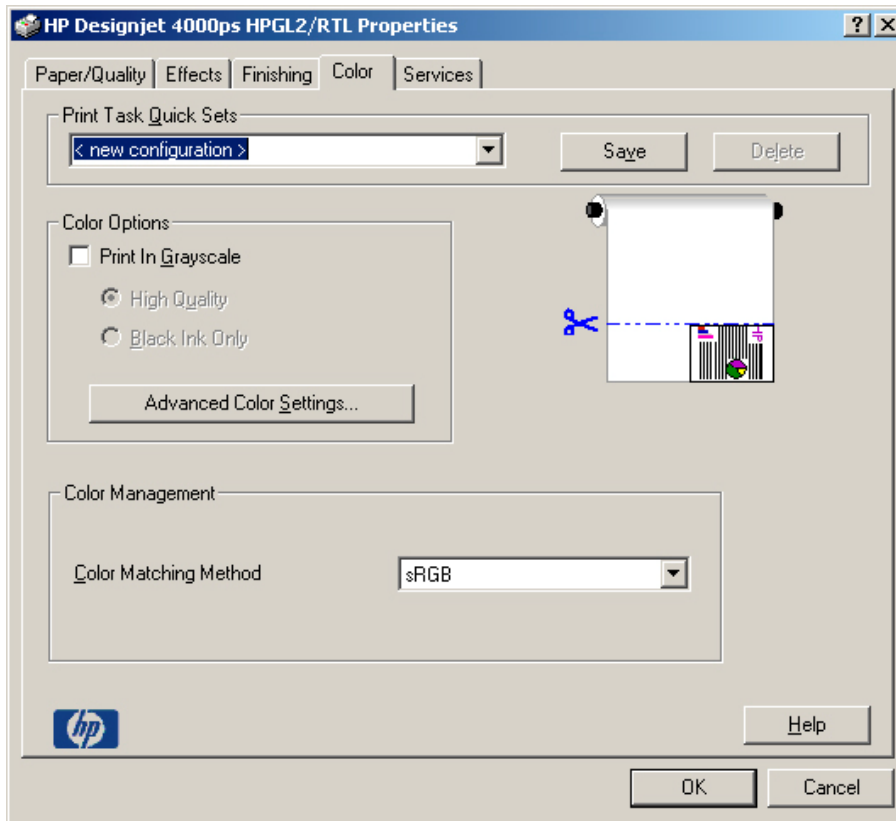 HP Designjet 4000ps HPGL2/RTL Properties
Paper/Quality Effects Finishing Color Services
Print Task Quick Sets
< new configuration > Save Delete
Color Options
Print In Grayscale
High Quality
Black Ink Only
Advanced Color Settings...
HP
Color Management
Color Matching Method sRGB
hp
Help
OK Cancel